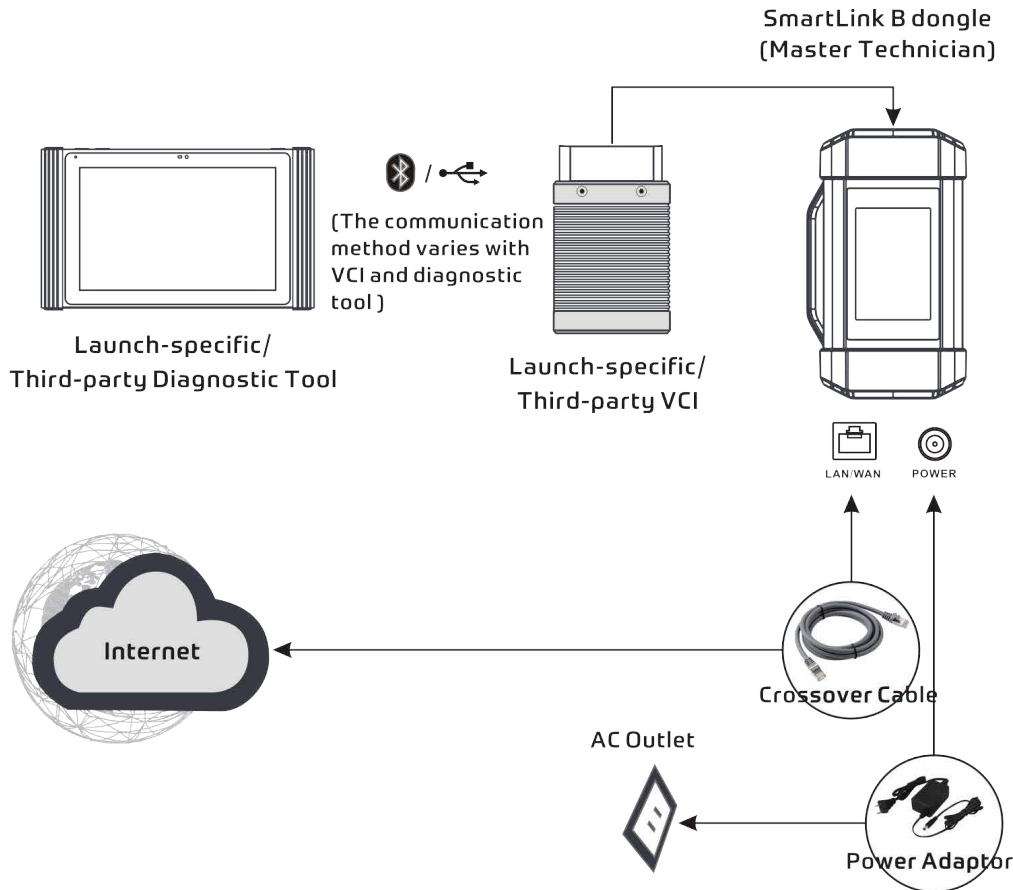 SmartLink B dongle
(Master Technician)
/
(The communication
method varies with
VCI and diagnostic
tool )
Launch-specific/
Third-party Diagnostic Tool
Launch-specific/
Third-party VCI
LAN/WAN
POWER
Internet
Crossover Cable
AC Outlet
Power Adaptor